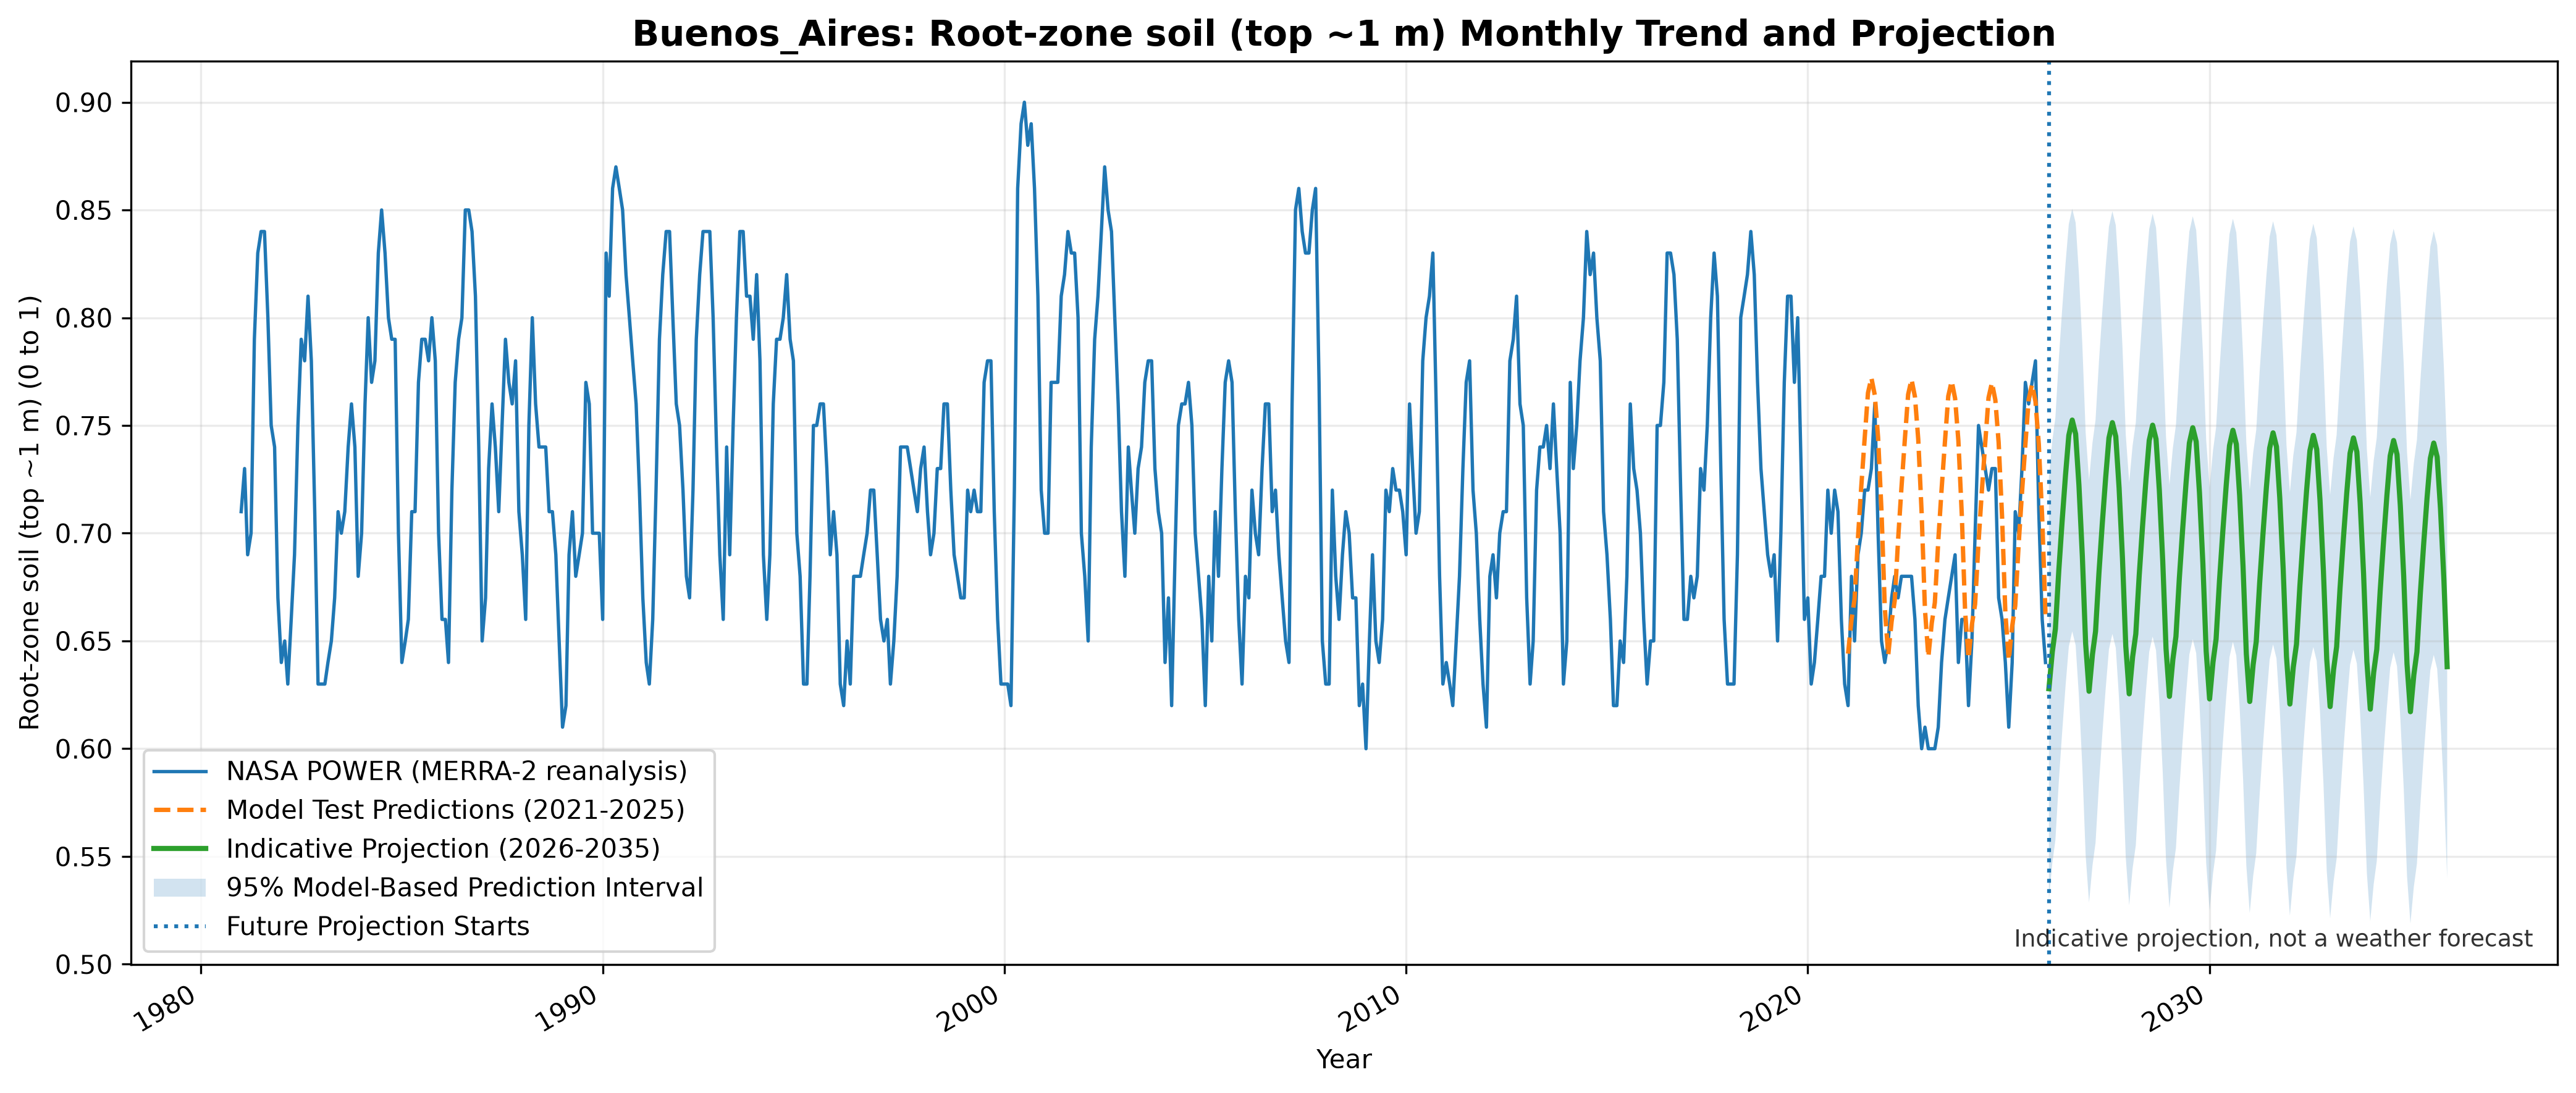 Buenos_Aires: Root-zone soil (top ~1 m) Monthly Trend and Projection
Root-zone soil (top ~1 m) (0 to 1)
0.90
0.85
0.80
0.75
0.70
0.65
0.60
0.55
0.50
NASA POWER (MERRA-2 reanalysis)
Model Test Predictions (2021-2025)
Indicative Projection (2026-2035)
95% Model-Based Prediction Interval
Future Projection Starts
Indicative projection, not a weather forecast
1980
1990
2000
2010
2020
2030
Year